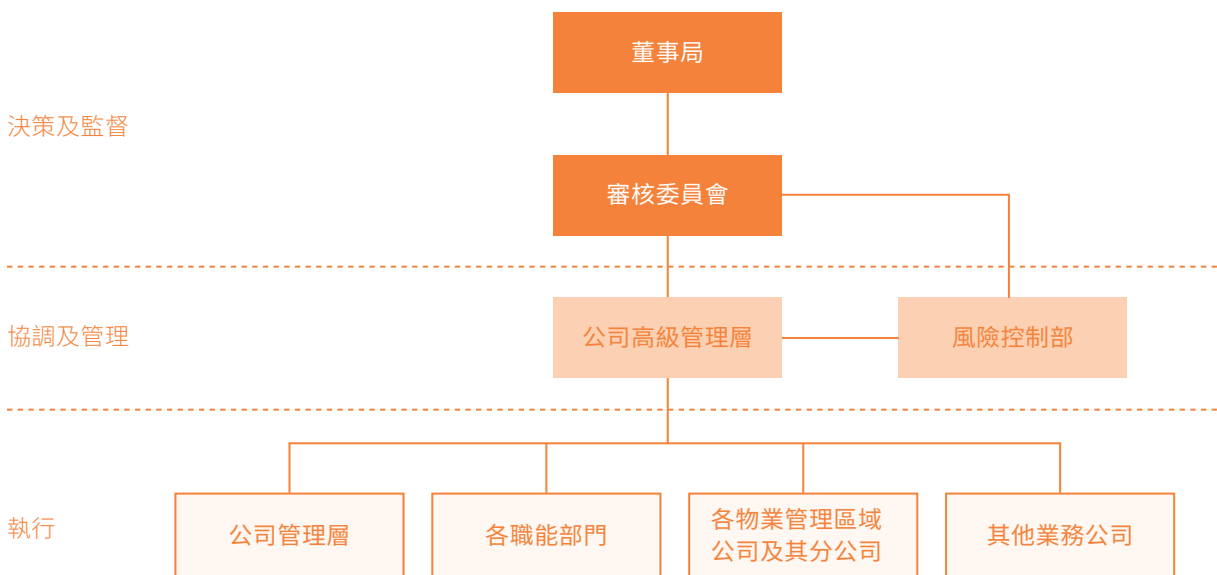 董事局
決策及監督
審核委員會
協調及管理
公司高級管理層
風險控制部
執行
公司管理層
各職能部門
各物業管理區域
公司及其分公司
其他業務公司